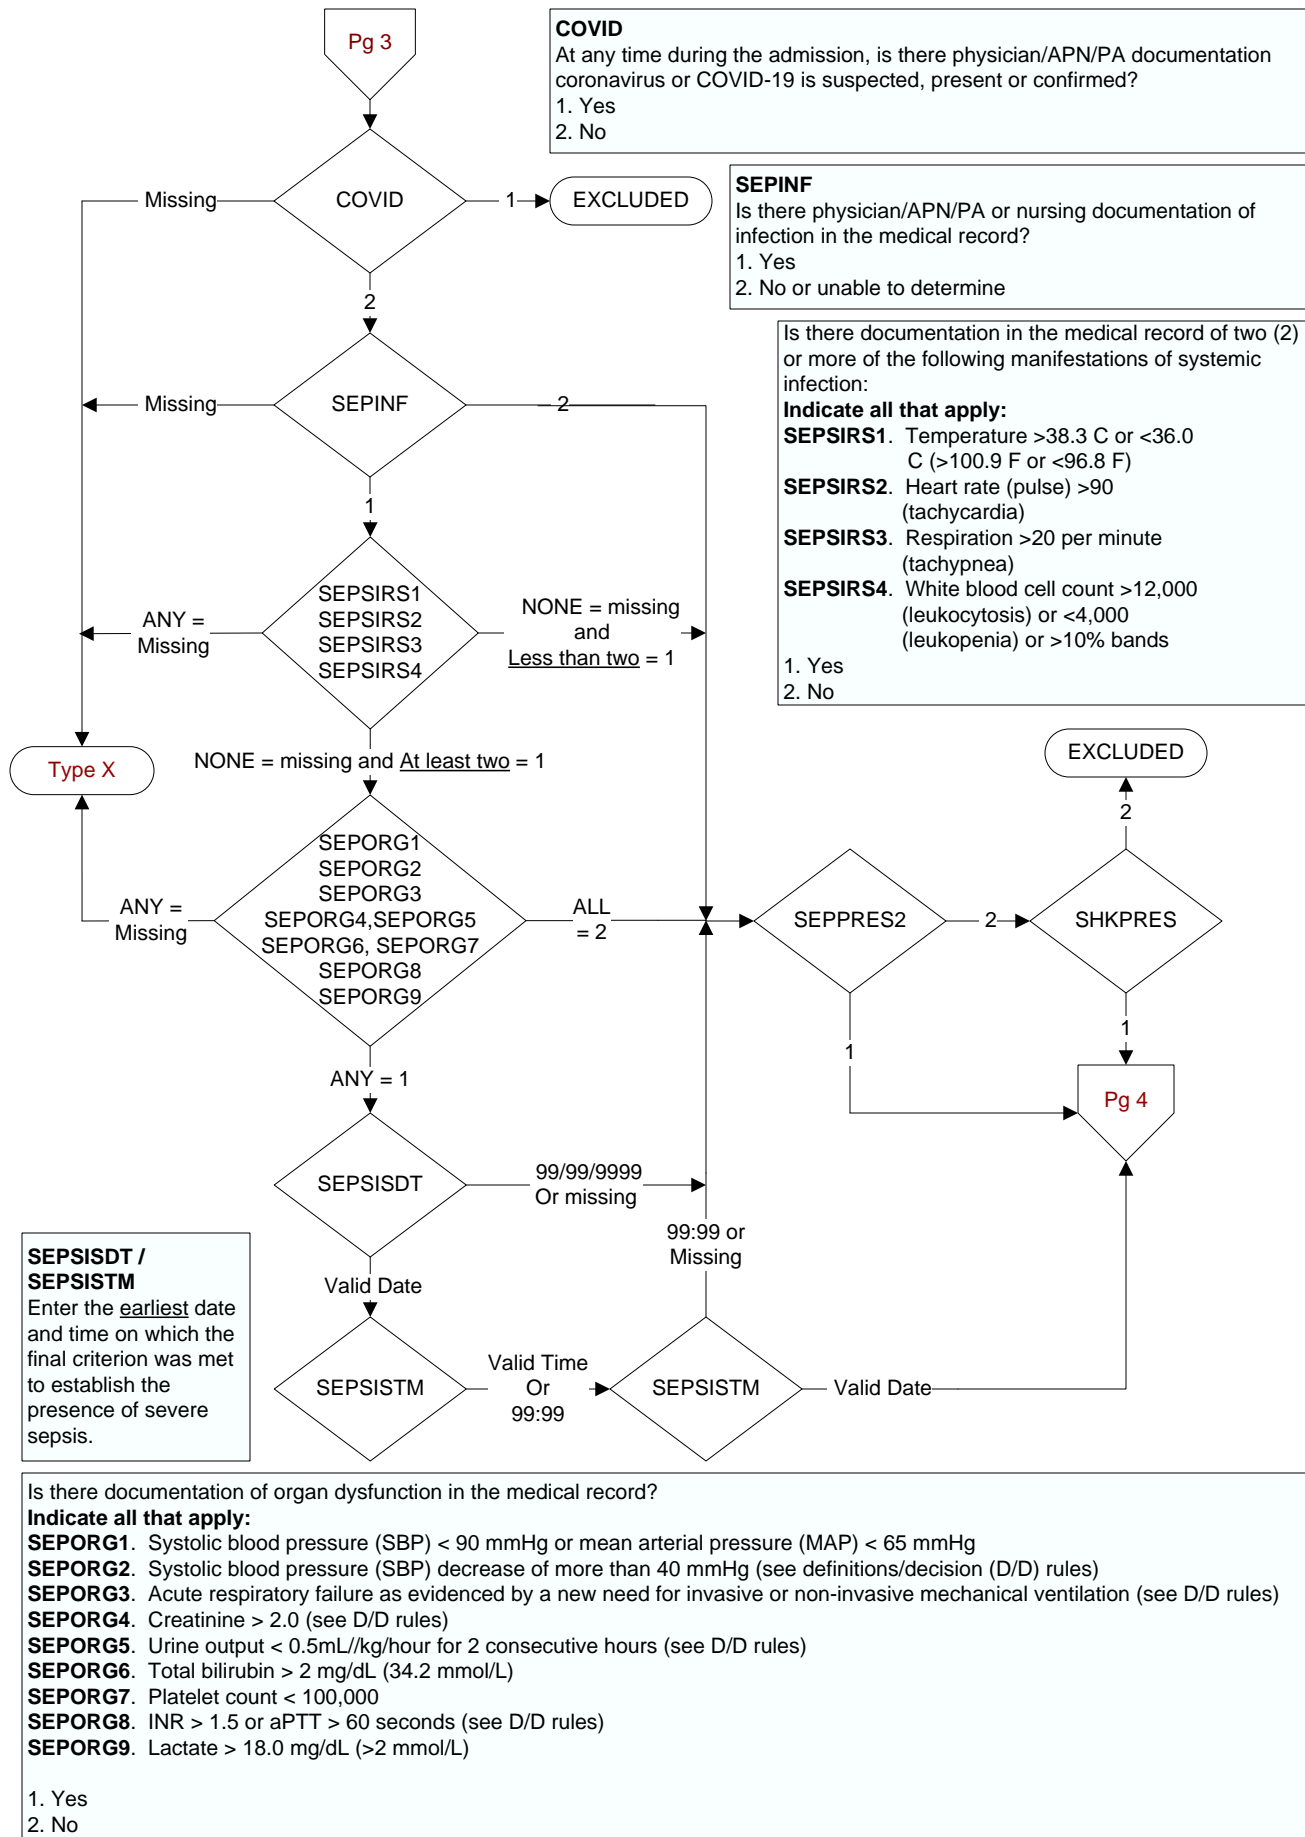 Pg 3
COVID
At any time during the admission, is there physician/APN/PA documentation
coronavirus or COVID-19 is suspected, present or confirmed?
1. Yes
2. No
Missing
COVID
1
EXCLUDED
2
SEPINF
Is there physician/APN/PA or nursing documentation of
infection in the medical record?
1. Yes
2. No or unable to determine
Missing
SEPINF
2
1
Is there documentation in the medical record of two (2)
or more of the following manifestations of systemic
infection:
Indicate all that apply:
SEPSIRS1. Temperature >38.3 C or <36.0
C (>100.9 F or <96.8 F)
SEPSIRS2. Heart rate (pulse) >90
(tachycardia)
SEPSIRS3. Respiration >20 per minute
(tachypnea)
SEPSIRS4. White blood cell count >12,000
(leukocytosis) or <4,000
(leukopenia) or >10% bands
1. Yes
2. No
ANY =
Missing
SEPSIRS1
SEPSIRS2
SEPSIRS3
SEPSIRS4
NONE = missing
and
Less than two = 1
NONE = missing and At least two = 1
Type X
EXCLUDED
2
ANY =
Missing
SEPORG1
SEPORG2
SEPORG3
SEPORG4,SEPORG5
SEPORG6, SEPORG7
SEPORG8
SEPORG9
ALL
= 2
SEPPRES2
2
SHKPRES
1
1
Pg 4
ANY = 1
SEPSISDT
99/99/9999
Or missing
99:99 or
Missing
Valid Date
SEPSISDT /
SEPSISTM
Enter the earliest date
and time on which the
final criterion was met
to establish the
presence of severe
sepsis.
SEPSISTM
Valid Time
Or
99:99
SEPSISTM
Valid Date
Is there documentation of organ dysfunction in the medical record?
Indicate all that apply:
SEPORG1. Systolic blood pressure (SBP) < 90 mmHg or mean arterial pressure (MAP) < 65 mmHg
SEPORG2. Systolic blood pressure (SBP) decrease of more than 40 mmHg (see definitions/decision (D/D) rules)
SEPORG3. Acute respiratory failure as evidenced by a new need for invasive or non-invasive mechanical ventilation (see D/D rules)
SEPORG4. Creatinine > 2.0 (see D/D rules)
SEPORG5. Urine output < 0.5mL//kg/hour for 2 consecutive hours (see D/D rules)
SEPORG6. Total bilirubin > 2 mg/dL (34.2 mmol/L)
SEPORG7. Platelet count < 100,000
SEPORG8. INR > 1.5 or aPTT > 60 seconds (see D/D rules)
SEPORG9. Lactate > 18.0 mg/dL (>2 mmol/L)
1. Yes
2. No